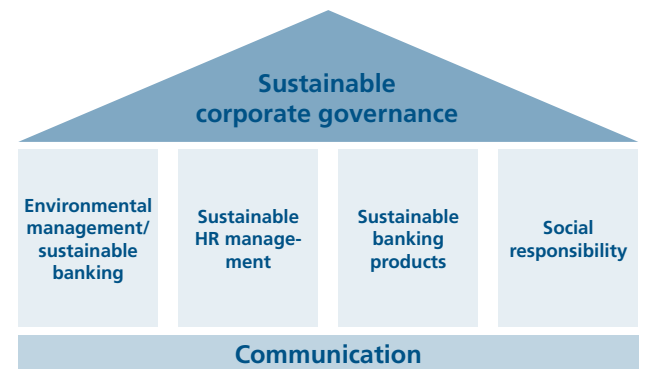 Sustainable
corporate governance
Environmental
management/
sustainable
banking
Sustainable
HR manage-
ment
Sustainable
banking
products
Social
responsibility
Communication